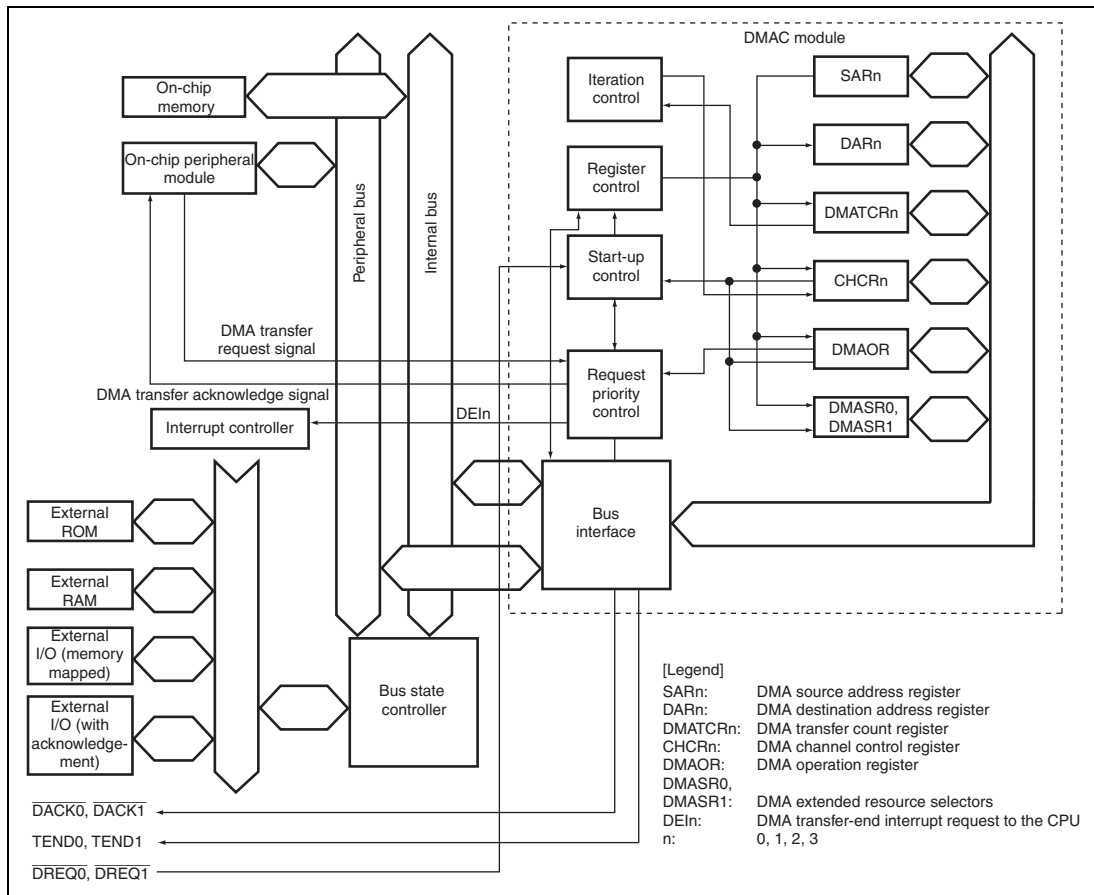 DMAC module
On-chip
memory
On-chip peripheral
module
Peripheral bus
Internal bus
Iteration
control
Register
control
Start-up
control
Request
priority
control
SARn
DARn
DMATCRn
CHCRn
DMAOR
DMASR0,
DMASR1
DMA transfer
request signal
DMA transfer acknowledge signal
DEIn
Interrupt controller
Bus
interface
External
ROM
External
RAM
External
I/O (memory
mapped)
External
I/O (with
acknowledge-
ment)
Bus state
controller
DACK0, DACK1
TEND0, TEND1
DREQ0, DREQ1
[Legend]
SARn: DMA source address register
DARn: DMA destination address register
DMATCRn: DMA transfer count register
CHCRn: DMA channel control register
DMAOR: DMA operation register
DMASR0,
DMASR1: DMA extended resource selectors
DEIn: DMA transfer-end interrupt request to the CPU
n: 0, 1, 2, 3